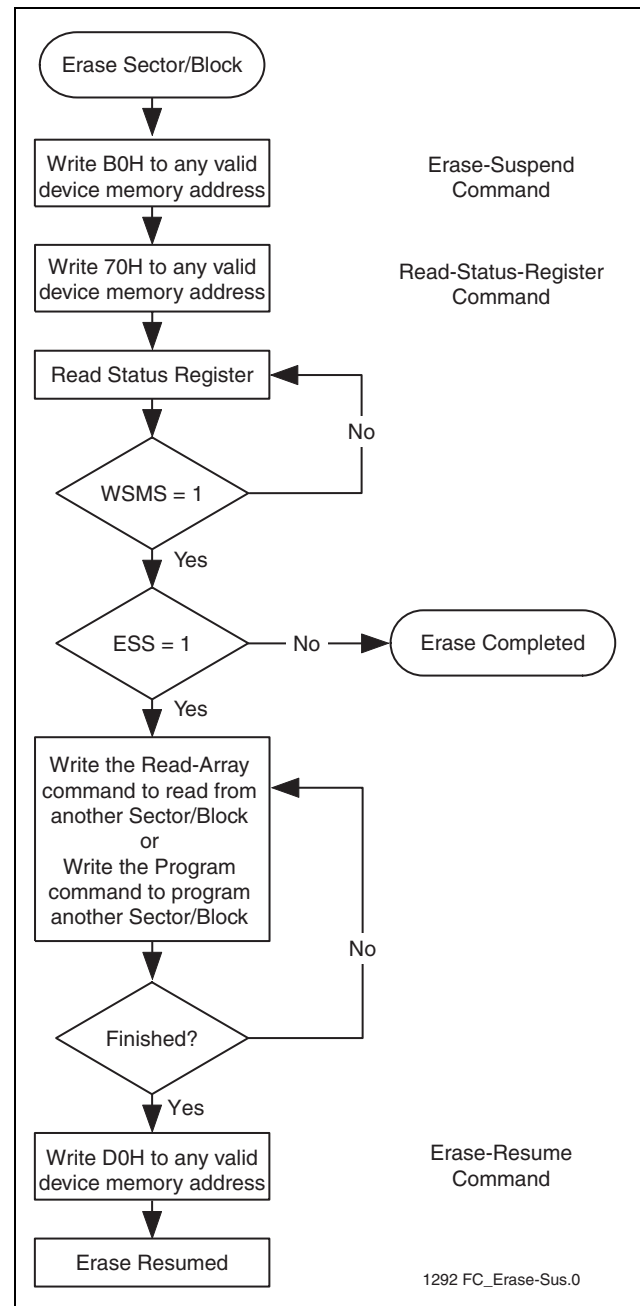 Erase Sector/Block
Write B0H to any valid
device memory address
Erase-Suspend
Command
Write 70H to any valid
device memory address
Read-Status-Register
Command
Read Status Register
No
WSMS = 1
Yes
ESS = 1
No
Erase Completed
Yes
Write the Read-Array
command to read from
another Sector/Block
or
Write the Program
command to program
another Sector/Block
No
Finished?
Yes
Write D0H to any valid
device memory address
Erase-Resume
Command
Erase Resumed
1292 FC_Erase-Sus.0